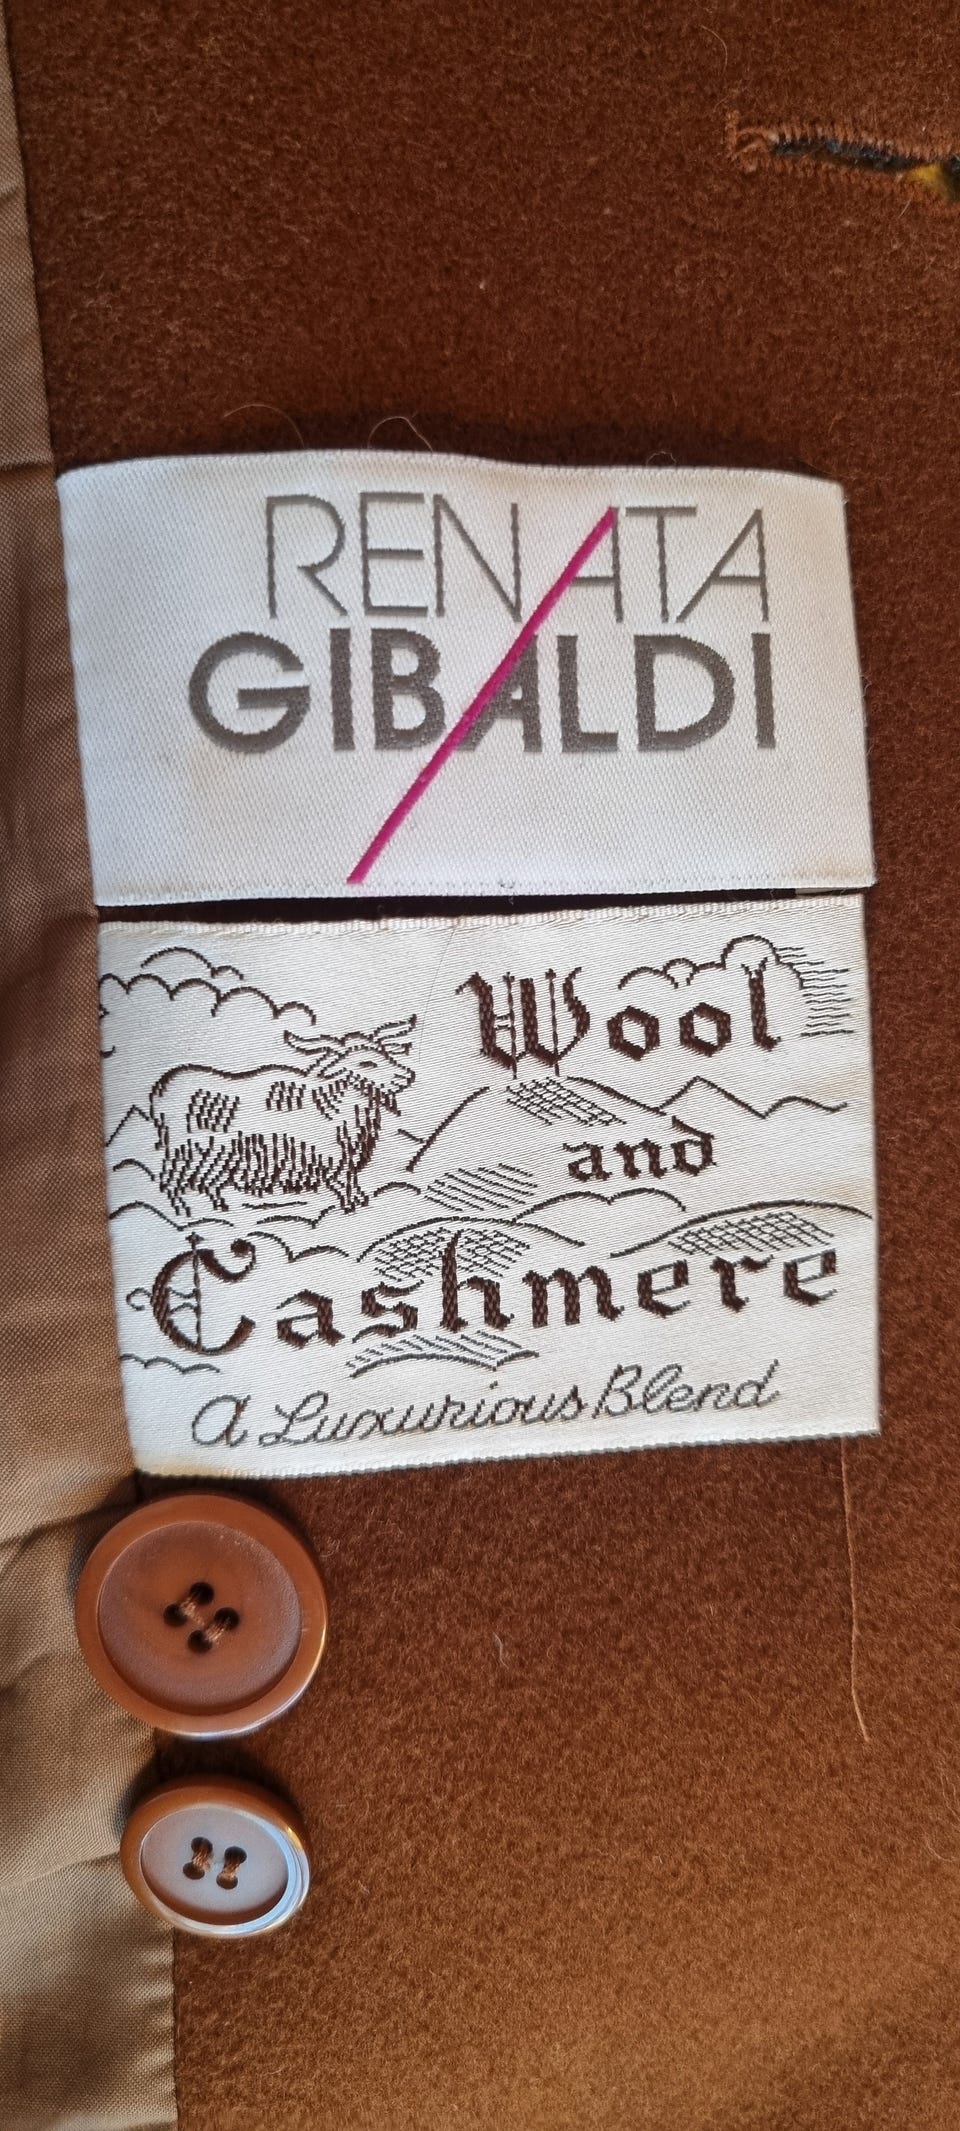 RENATA
GIBALDI
Wool
and
Cashmere
A Luxurious Blend